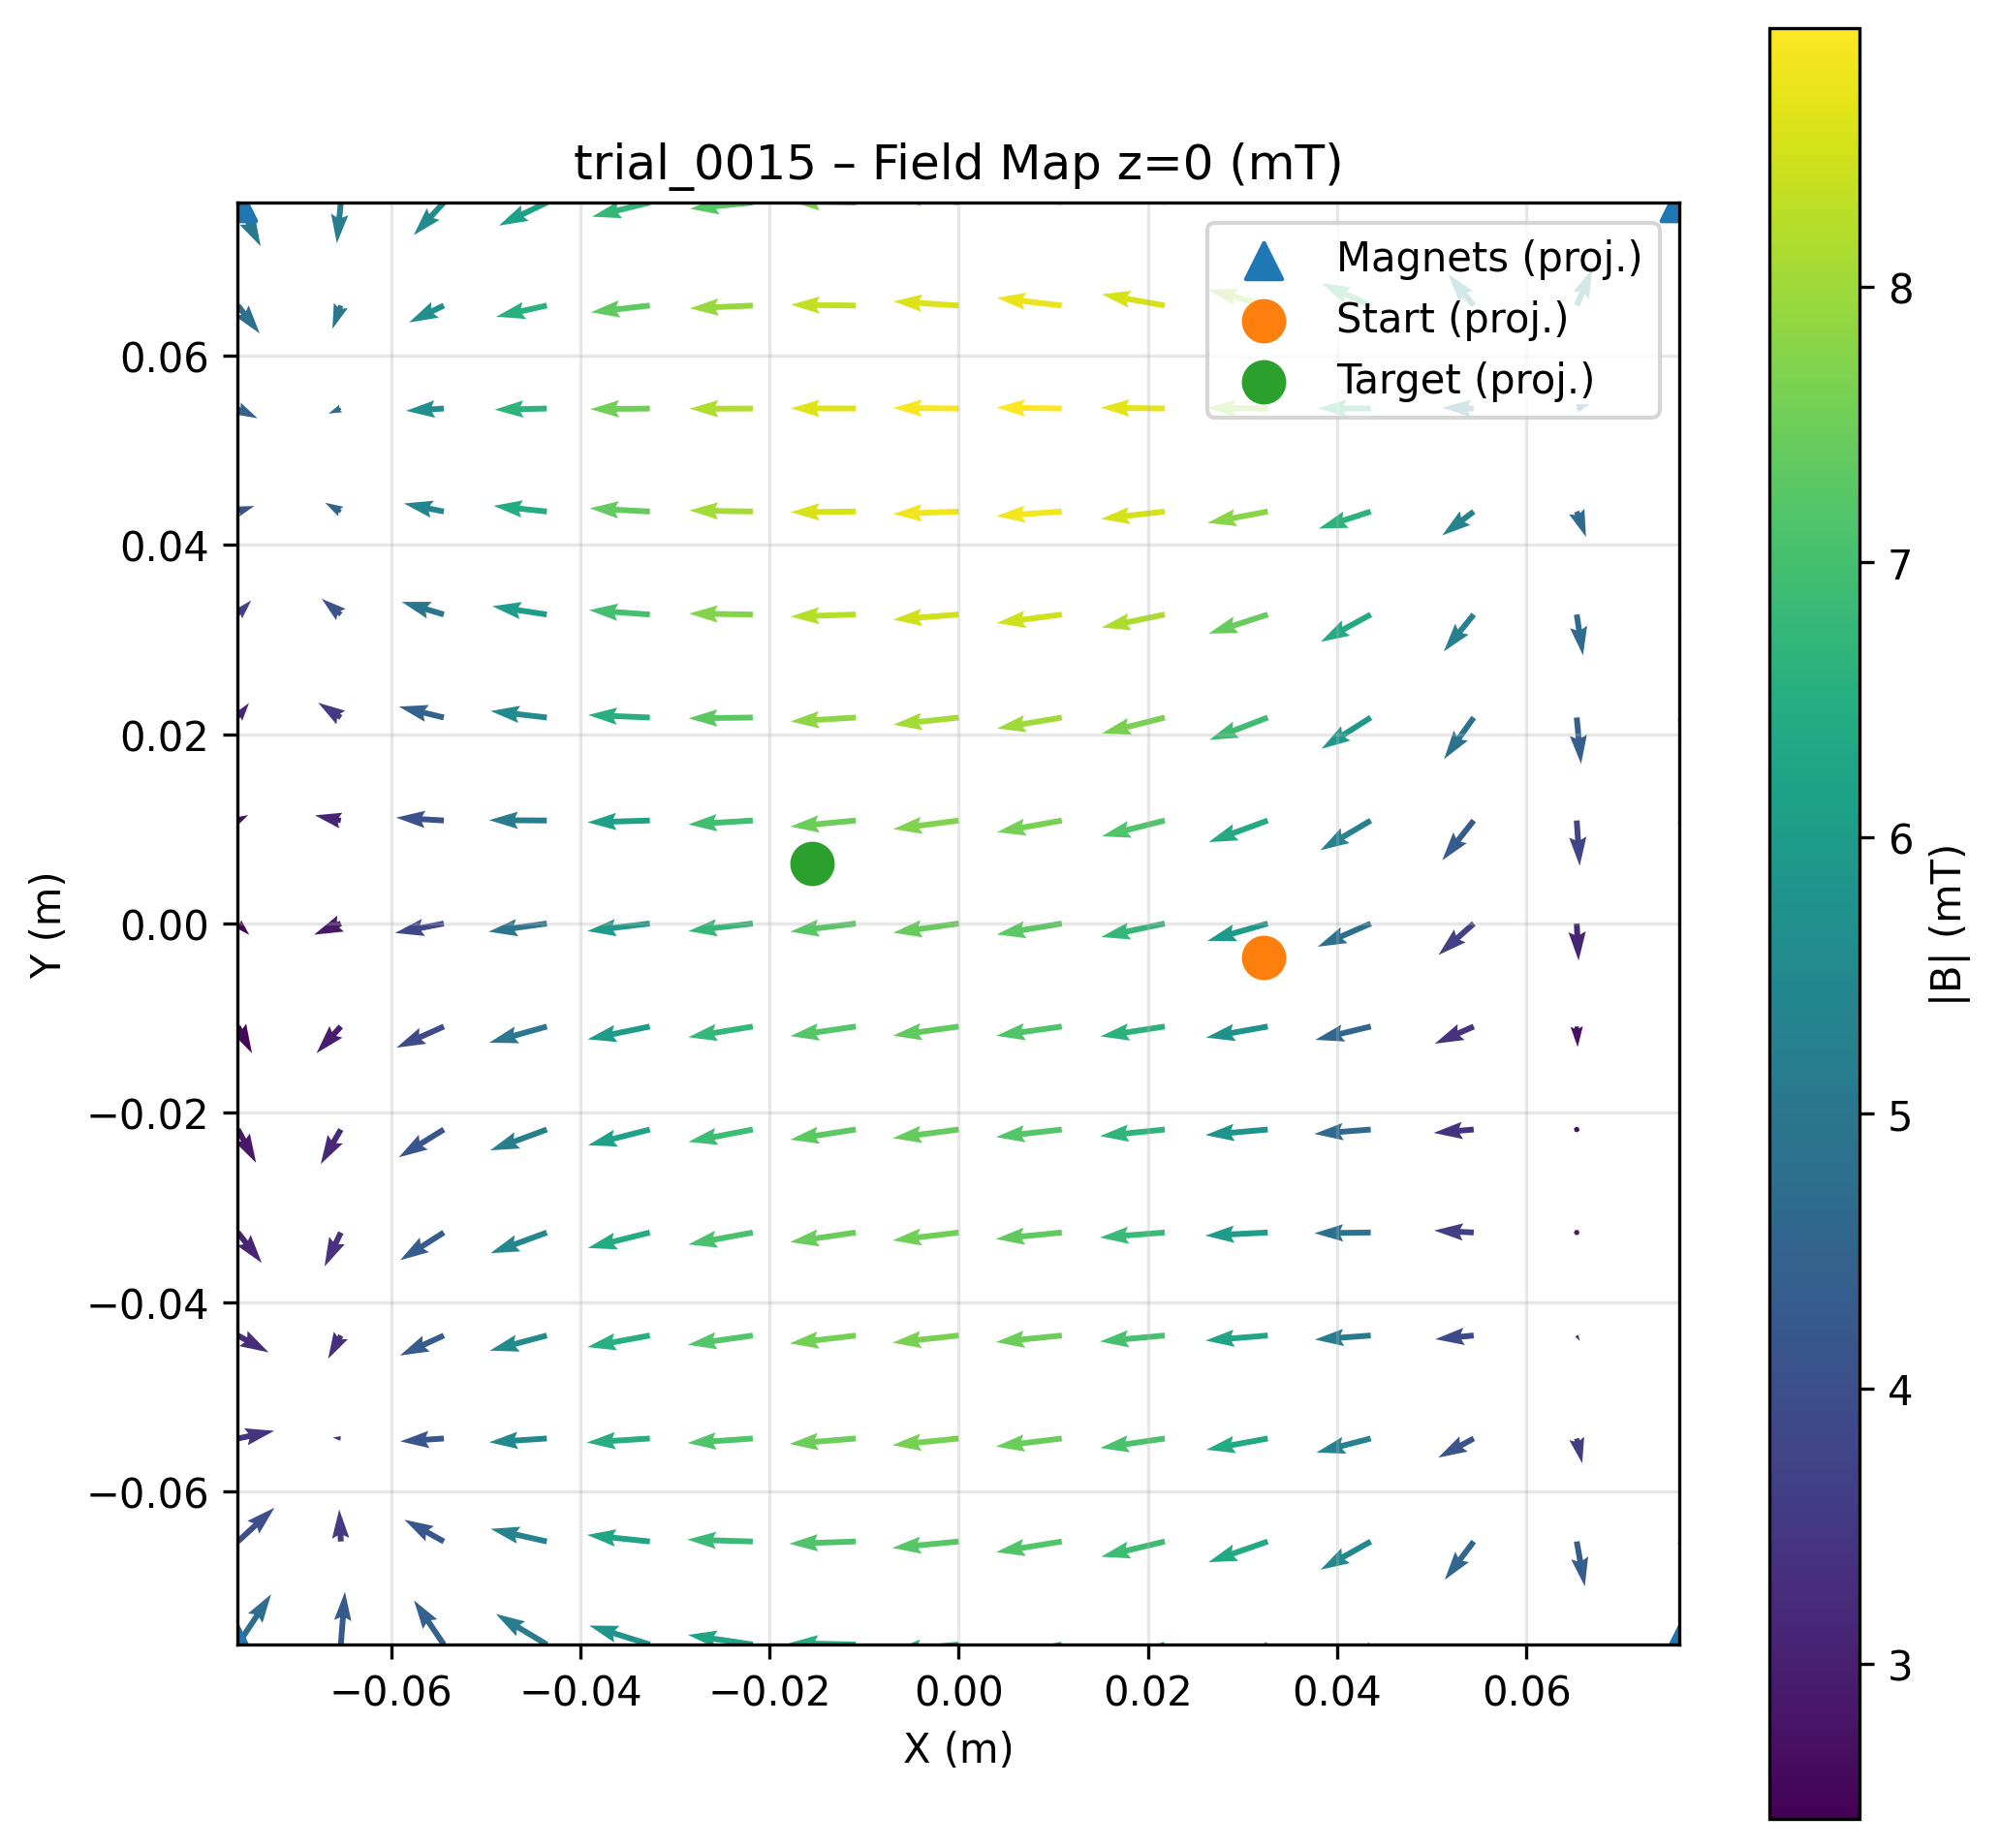 trial_0015 – Field Map z=0 (mT)
Magnets (proj.)
Start (proj.)
Target (proj.)
0.06
0.04
0.02
0.00
−0.02
−0.04
−0.06
Y (m)
−0.06
−0.04
−0.02
0.00
0.02
0.04
0.06
X (m)
8
7
6
5
4
3
|B| (mT)